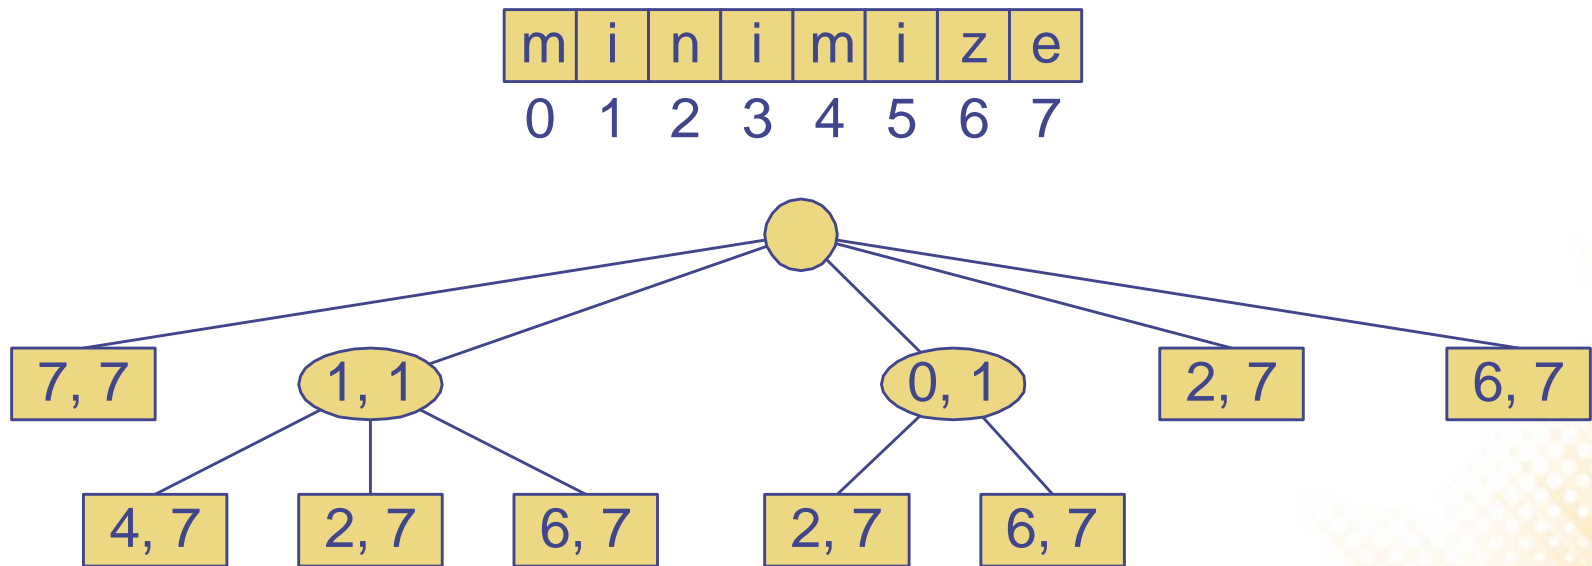 m i n i m i z e
0 1 2 3 4 5 6 7
7, 7 1, 1 0, 1 2, 7 6, 7
4, 7 2, 7 6, 7 2, 7 6, 7